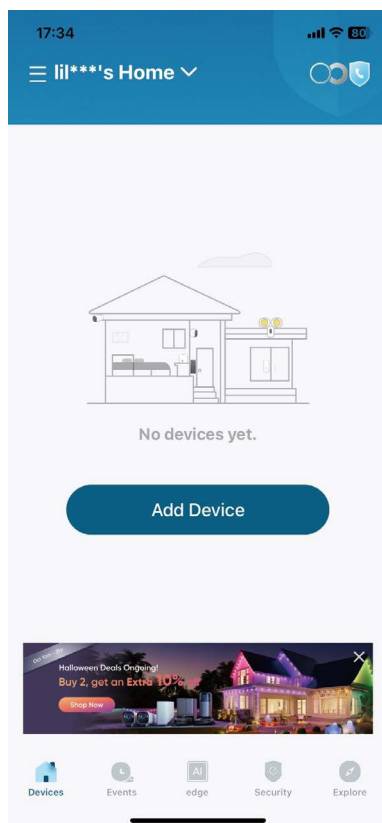 17:34
80
lil***'s Home
No devices yet.
Add Device
Halloween Deals Ongoing!
Buy 2, get an Extra 10% off
Shop Now
AI
Devices
Events
edge
Security
Explore